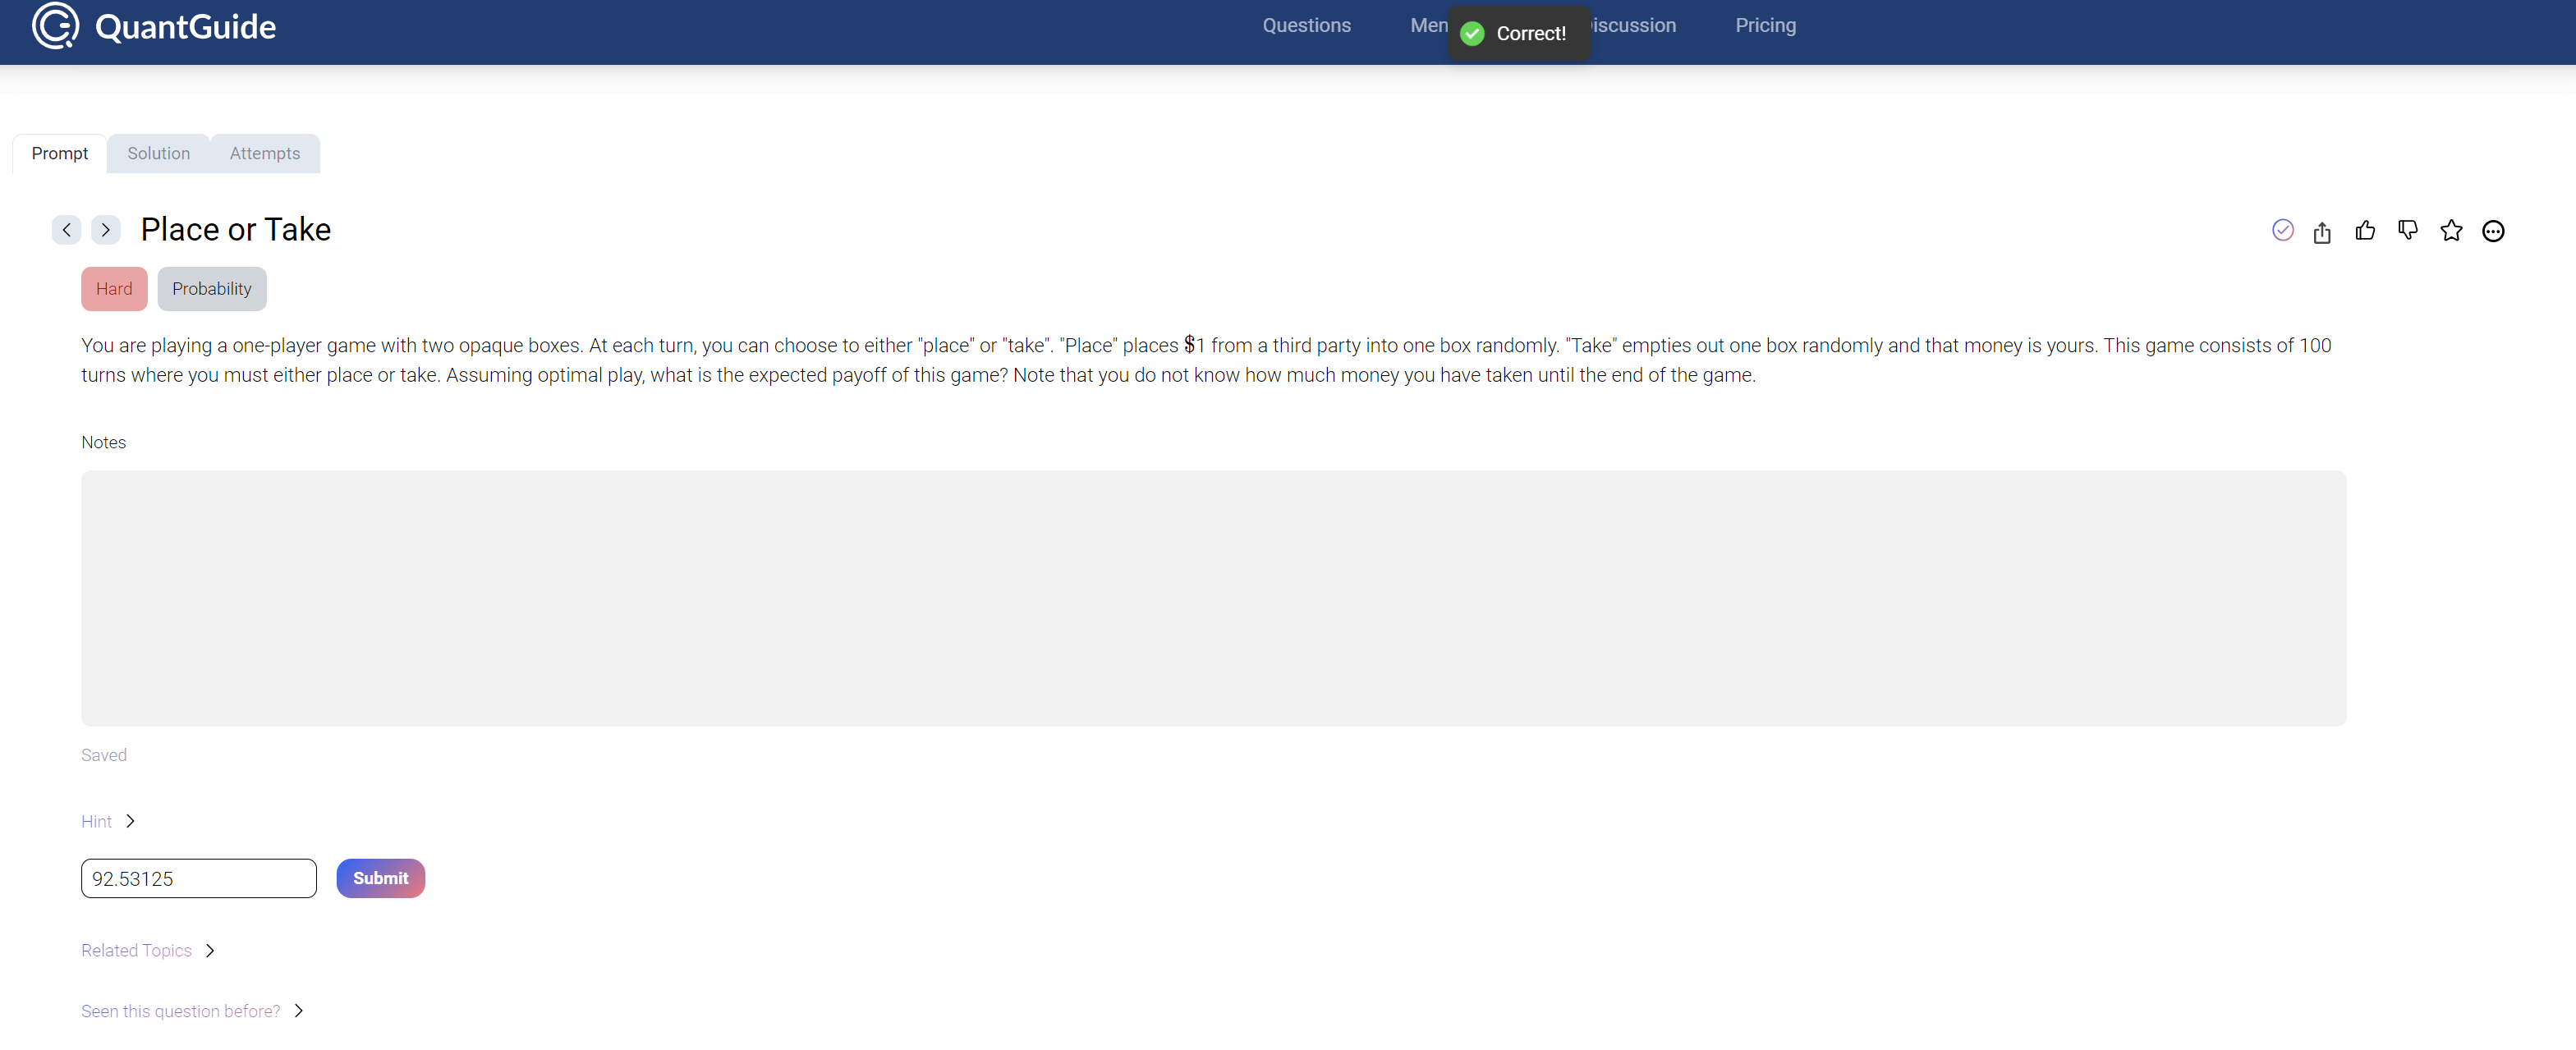 QuantGuide
Questions Men Correct! iscussion Pricing
Prompt Solution Attempts
Place or Take
Hard Probability
You are playing a one-player game with two opaque boxes. At each turn, you can choose to either "place" or "take". "Place" places $1 from a third party into one box randomly. "Take" empties out one box randomly and that money is yours. This game consists of 100
turns where you must either place or take. Assuming optimal play, what is the expected payoff of this game? Note that you do not know how much money you have taken until the end of the game.
Notes
Saved
Hint
92.53125 Submit
Related Topics
Seen this question before?